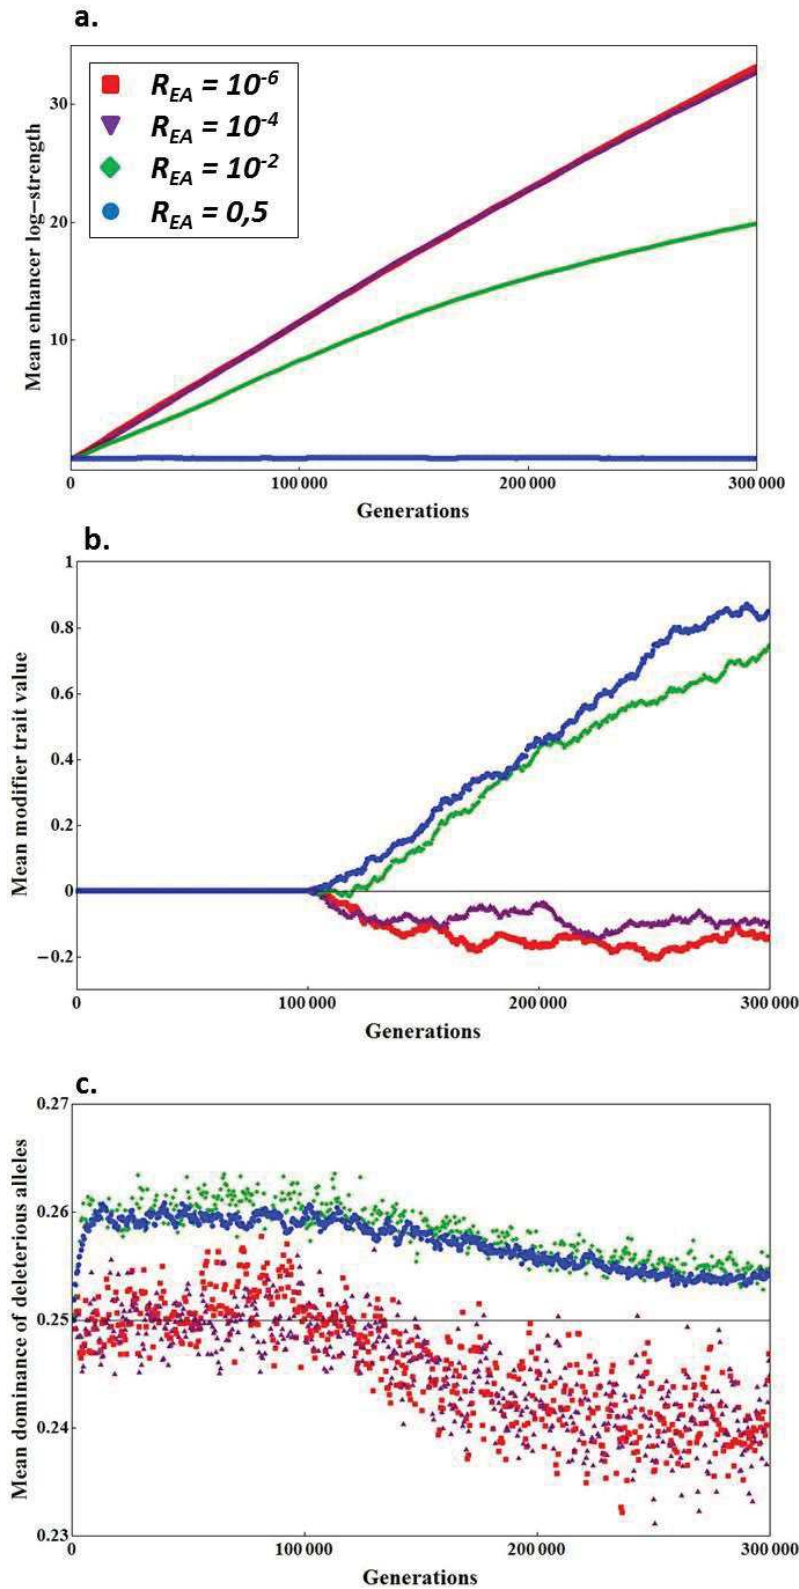 a.
Mean enhancer log–strength
30
20
10
R_EA = 10^-6
R_EA = 10^-4
R_EA = 10^-2
R_EA = 0,5
0
100 000
200 000
300 000
Generations
b.
Mean modifier trait value
1
0.8
0.6
0.4
0.2
0
−0.2
0
100 000
200 000
300 000
Generations
c.
Mean dominance of deleterious alleles
0.27
0.26
0.25
0.24
0.23
0
100 000
200 000
300 000
Generations